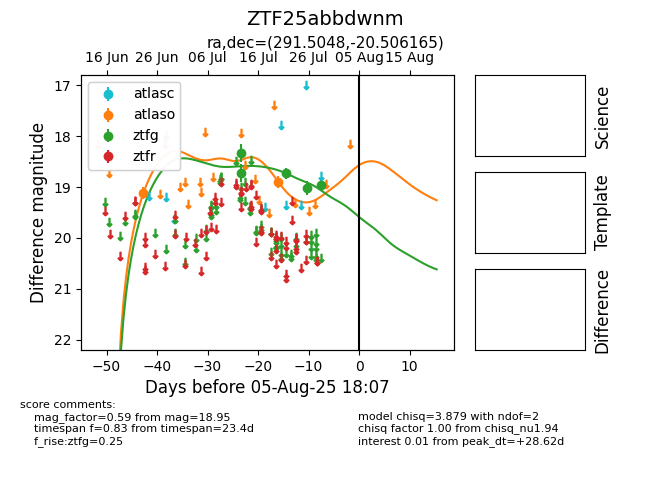 ZTF25abbdwnm
ra,dec=(291.5048,-20.506165)
16 Jun 26 Jun 06 Jul 16 Jul 26 Jul 05 Aug 15 Aug
17
18
19
20
21
22
Difference magnitude
atlasc
atlaso
ztfg
ztfr
−50 −40 −30 −20 −10 0 10
Days before 05-Aug-25 18:07
Science
Template
Difference
score comments:
mag_factor=0.59 from mag=18.95
timespan f=0.83 from timespan=23.4d
f_rise:ztfg=0.25
model chisq=3.879 with ndof=2
chisq factor 1.00 from chisq_nu1.94
interest 0.01 from peak_dt=+28.62d